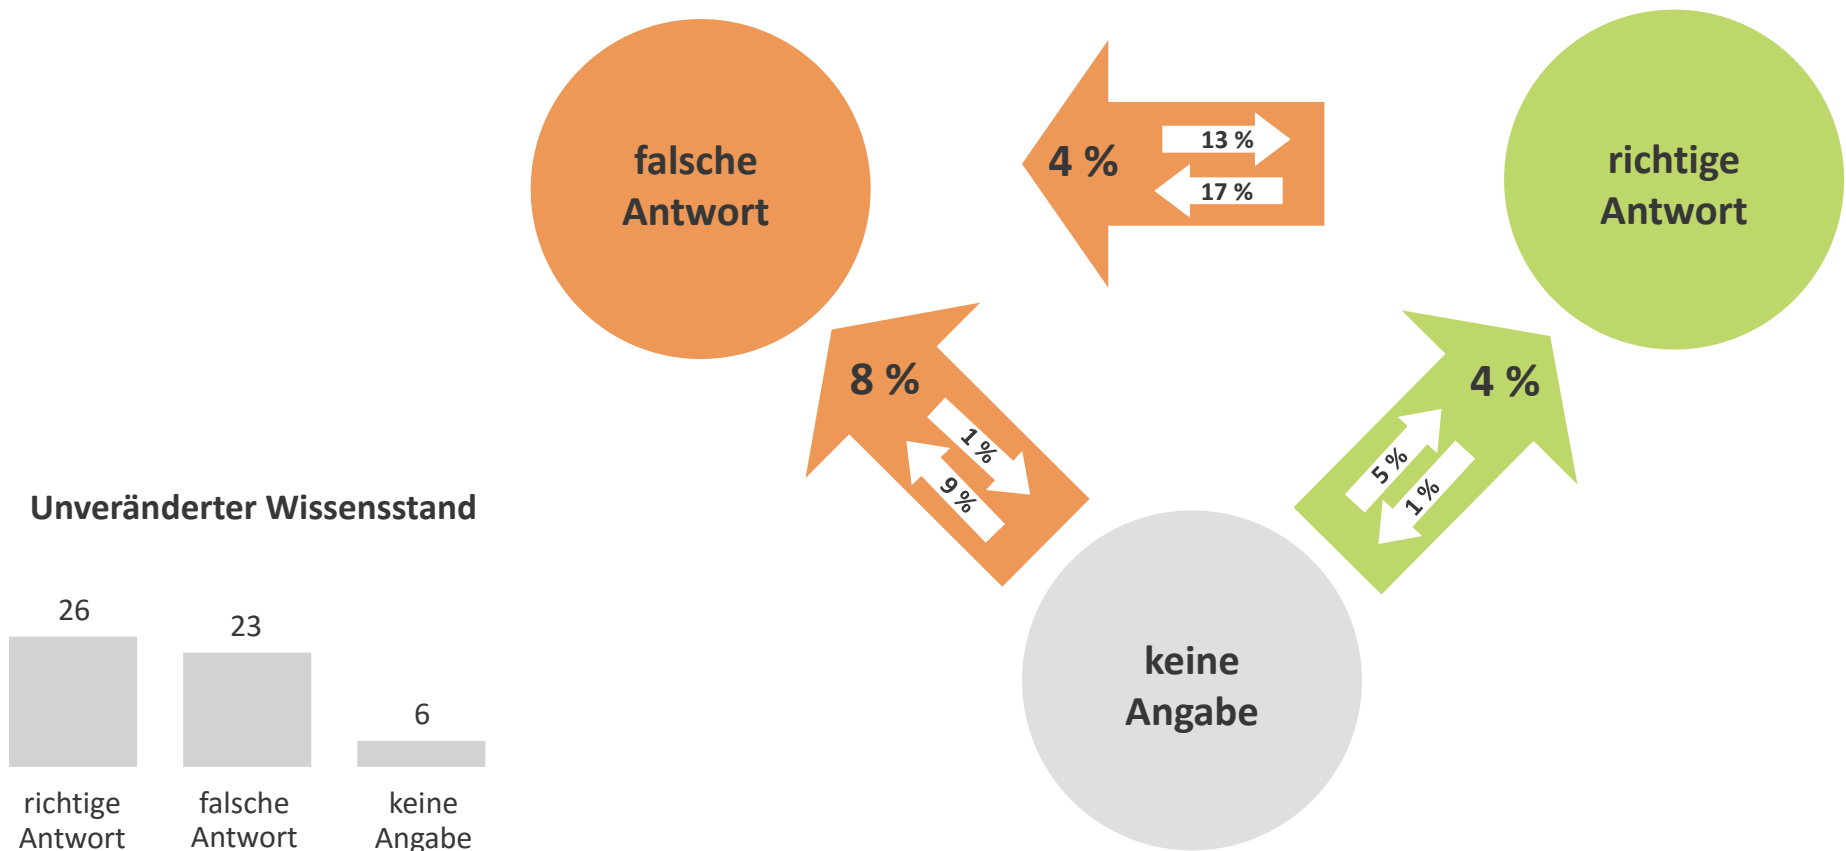 falsche
Antwort
4 %
13 %
17 %
richtige
Antwort
8 %
1 %
9 %
4 %
5 %
1 %
keine
Angabe
Unveränderter Wissensstand
26
23
6
richtige
Antwort
falsche
Antwort
keine
Angabe